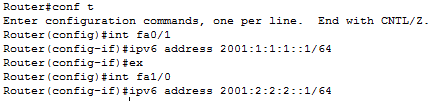 Router#conf t
Enter configuration commands, one per line.  End with CNTL/Z.
Router(config)#int fa0/1
Router(config-if)#ipv6 address 2001:1:1:1::1/64
Router(config-if)#ex
Router(config)#int fa1/0
Router(config-if)#ipv6 address 2001:2:2:2::1/64